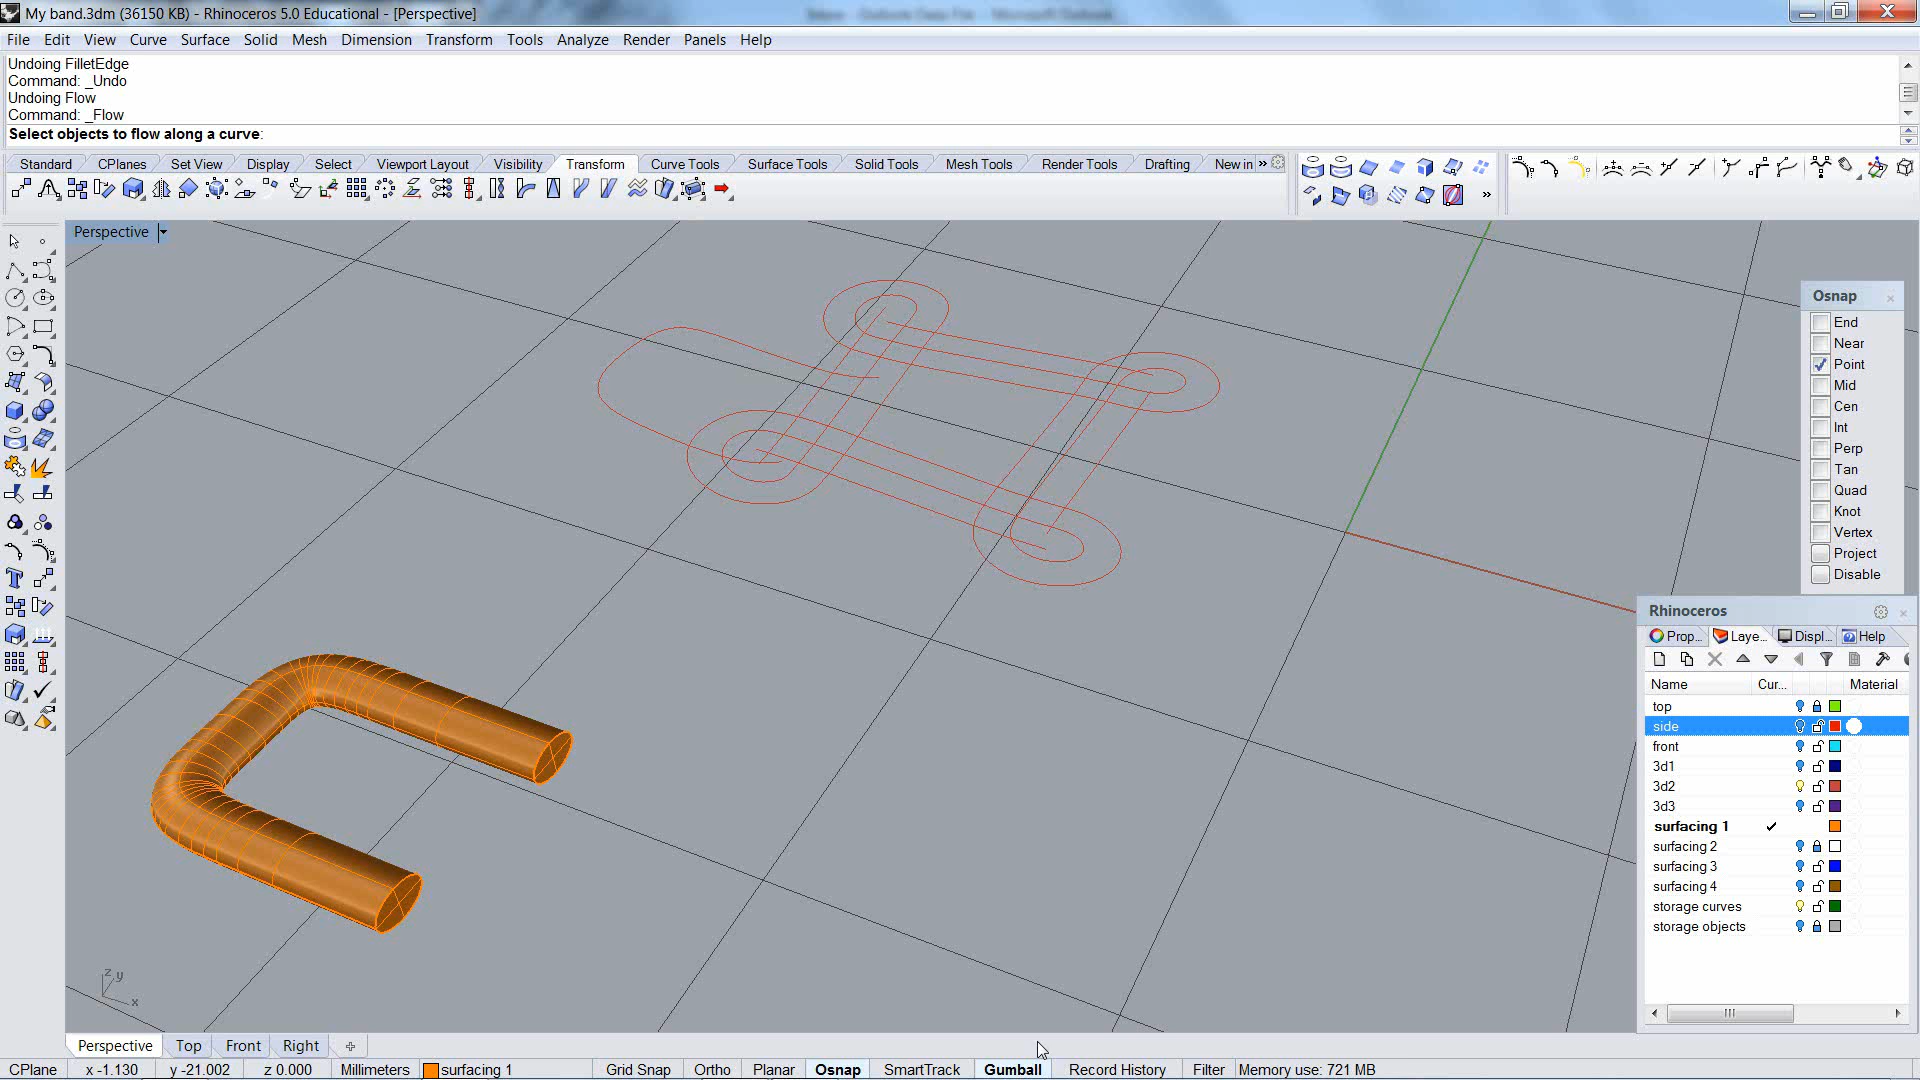 My band.3dm (36150 KB) - Rhinoceros 5.0 Educational - [Perspective]
File Edit View Curve Surface Solid Mesh Dimension Transform Tools Analyze Render Panels Help
Undoing FilletEdge
Command: _Undo
Undoing Flow
Command: _Flow
Select objects to flow along a curve:
Standard CPlanes Set View Display Select Viewport Layout Visibility Transform Curve Tools Surface Tools Solid Tools Mesh Tools Render Tools Drafting New in »
Perspective
Osnap
End
Near
Point
Mid
Cen
Int
Perp
Tan
Quad
Knot
Vertex
Project
Disable
Rhinoceros
Prop... Laye... Displ... Help
Name Cur... Material
top
side
front
3d1
3d2
3d3
surfacing 1
surfacing 2
surfacing 3
surfacing 4
storage curves
storage objects
z y
x
Perspective Top Front Right
CPlane x -1.130 y -21.002 z 0.000 Millimeters surfacing 1 Grid Snap Ortho Planar Osnap SmartTrack Gumball Record History Filter Memory use: 721 MB